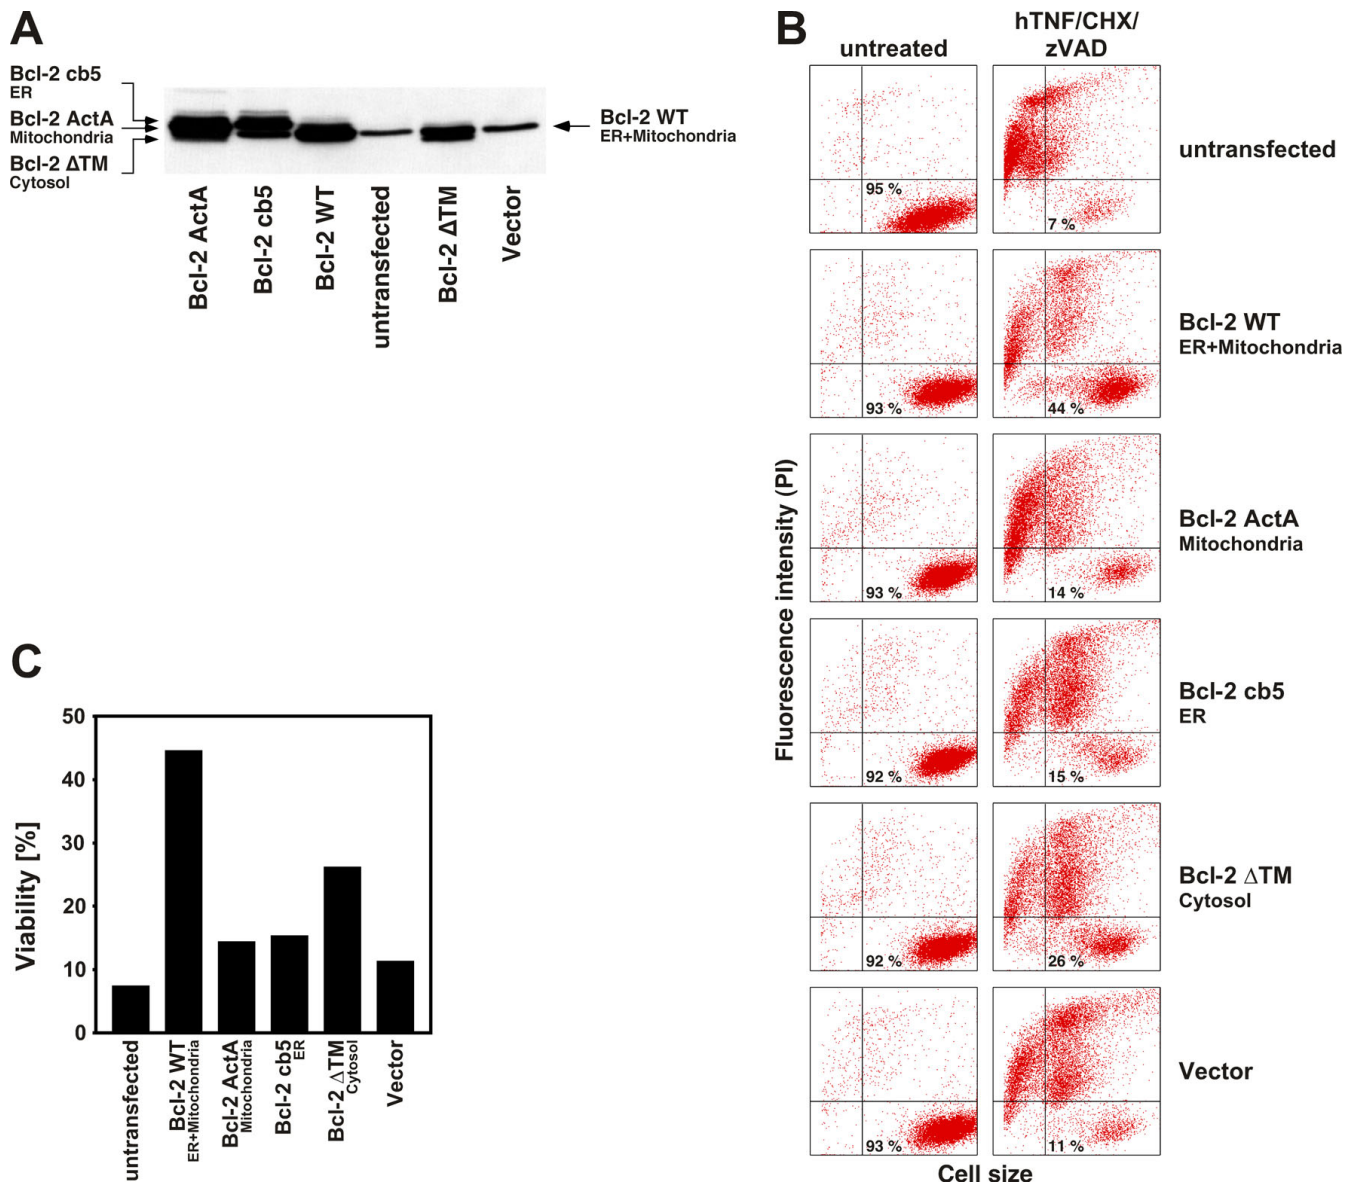 A
Bcl-2 cb5
ER
Bcl-2 ActA
Mitochondria
Bcl-2 ΔTM
Cytosol
Bcl-2 WT
ER+Mitochondria
Bcl-2 ActA
Bcl-2 cb5
Bcl-2 WT
untransfected
Bcl-2 ΔTM
Vector
B
untreated
hTNF/CHX/
zVAD
95 %
7 %
untransfected
93 %
44 %
Bcl-2 WT
ER+Mitochondria
93 %
14 %
Bcl-2 ActA
Mitochondria
92 %
15 %
Bcl-2 cb5
ER
92 %
26 %
Bcl-2 ΔTM
Cytosol
93 %
11 %
Vector
Fluorescence intensity (PI)
Cell size
C
Viability [%]
50
40
30
20
10
0
untransfected
Bcl-2 WT
ER+Mitochondria
Bcl-2 ActA
Mitochondria
Bcl-2 cb5
ER
Bcl-2 ΔTM
Cytosol
Vector